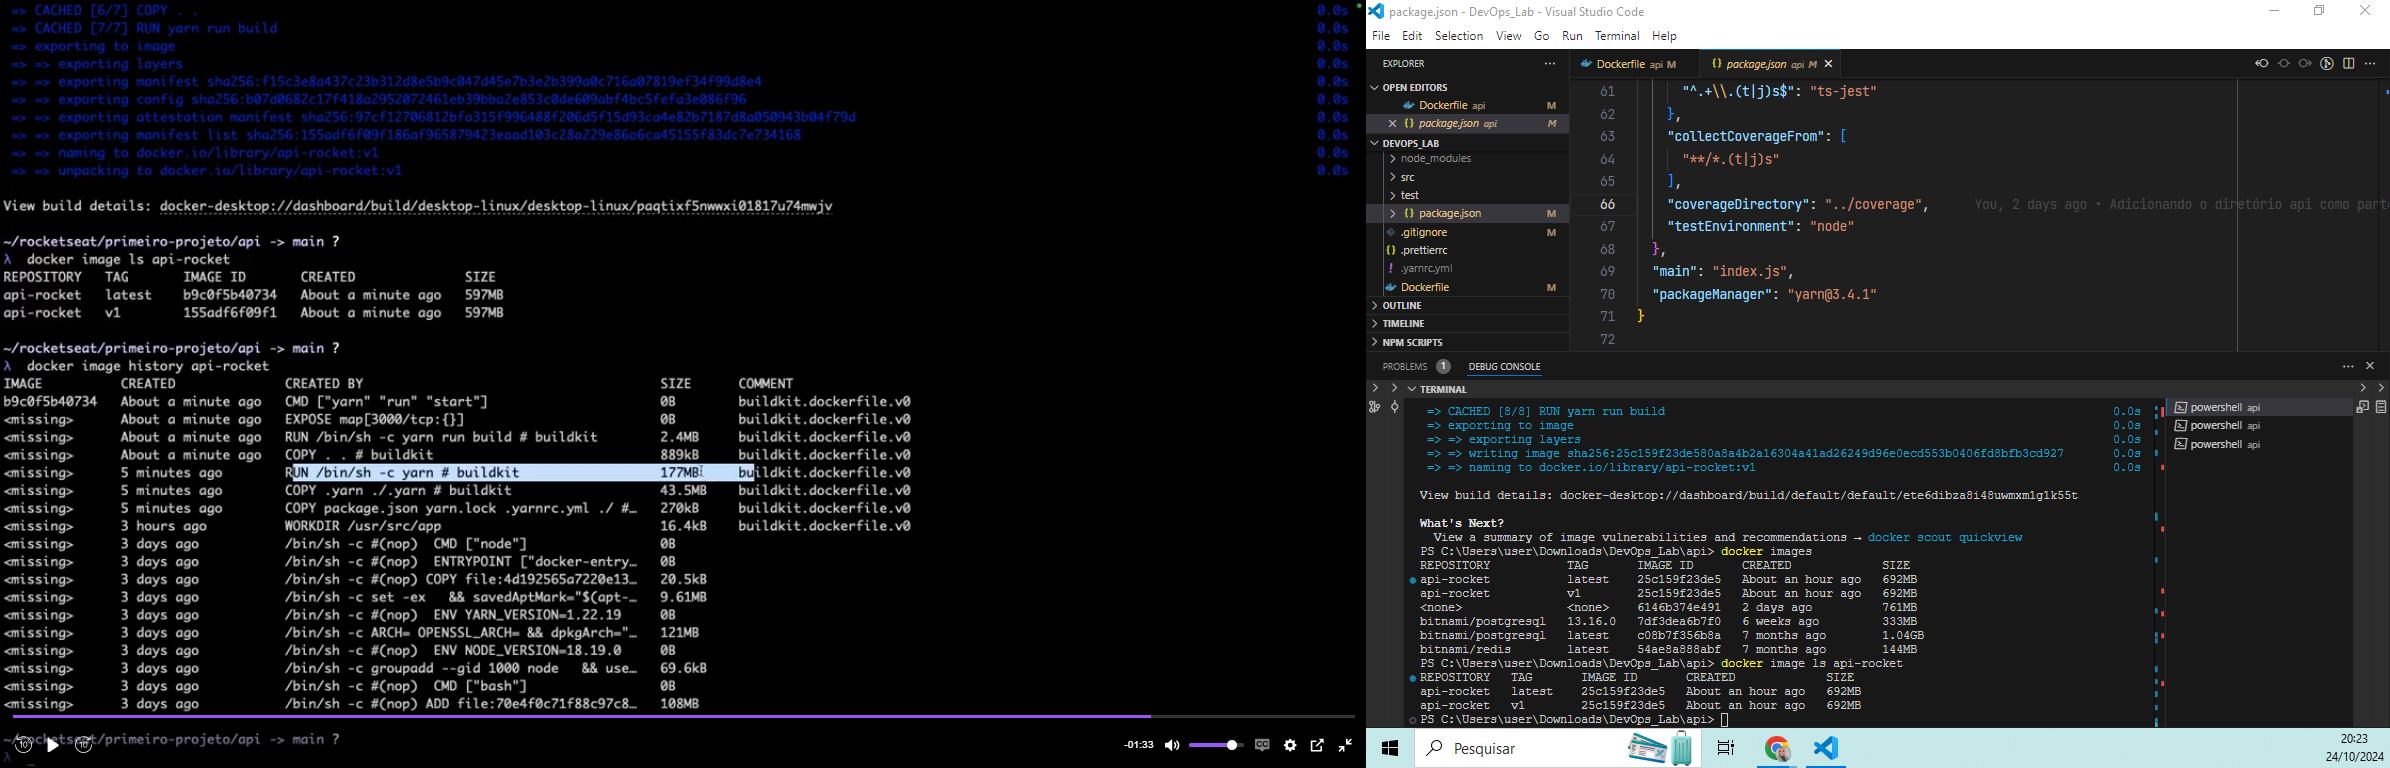 => CACHED [6/7] COPY . . 0.0s
=> CACHED [7/7] RUN yarn run build 0.0s
=> exporting to image 0.0s
=> => exporting layers 0.0s
=> => exporting manifest sha256:f15c3e8a437c23b312d8e5b9c047d45e7b3e2b399a0c716a07819ef34f99d8e4 0.0s
=> => exporting config sha256:b07d0682c17f418a2952072461eb39bba2e853c0de609abf4bc5fefa3e086f96 0.0s
=> => exporting attestation manifest sha256:97cf12706812bfa315f996488f206d5f15d93ca4e82b7187d8a050943b04f79d 0.0s
=> => exporting manifest list sha256:155adf6f09f186af965879423eaad103c28a229e86a6ca45155f83dc7e734168 0.0s
=> => naming to docker.io/library/api-rocket:v1 0.0s
=> => unpacking to docker.io/library/api-rocket:v1 0.0s
View build details: docker-desktop://dashboard/build/desktop-linux/desktop-linux/paqtixf5nwwxi01817u74mwjv
~/rocketseat/primeiro-projeto/api -> main ?
λ docker image ls api-rocket
REPOSITORY TAG IMAGE ID CREATED SIZE
api-rocket latest b9c0f5b40734 About a minute ago 597MB
api-rocket v1 155adf6f09f1 About a minute ago 597MB
~/rocketseat/primeiro-projeto/api -> main ?
λ docker image history api-rocket
IMAGE CREATED CREATED BY SIZE COMMENT
b9c0f5b40734 About a minute ago CMD ["yarn" "run" "start"] 0B buildkit.dockerfile.v0
<missing> About a minute ago EXPOSE map[3000/tcp:{}] 0B buildkit.dockerfile.v0
<missing> About a minute ago RUN /bin/sh -c yarn run build # buildkit 2.4MB buildkit.dockerfile.v0
<missing> About a minute ago COPY . . # buildkit 889kB buildkit.dockerfile.v0
<missing> 5 minutes ago RUN /bin/sh -c yarn # buildkit 177MB buildkit.dockerfile.v0
<missing> 5 minutes ago COPY .yarn ./.yarn # buildkit 43.5MB buildkit.dockerfile.v0
<missing> 5 minutes ago COPY package.json yarn.lock .yarnrc.yml ./ #… 270kB buildkit.dockerfile.v0
<missing> 3 hours ago WORKDIR /usr/src/app 16.4kB buildkit.dockerfile.v0
<missing> 3 days ago /bin/sh -c #(nop) CMD ["node"] 0B
<missing> 3 days ago /bin/sh -c #(nop) ENTRYPOINT ["docker-entry… 0B
<missing> 3 days ago /bin/sh -c #(nop) COPY file:4d192565a7220e13… 20.5kB
<missing> 3 days ago /bin/sh -c set -ex && savedAptMark="$(apt-… 9.61MB
<missing> 3 days ago /bin/sh -c #(nop) ENV YARN_VERSION=1.22.19 0B
<missing> 3 days ago /bin/sh -c ARCH= OPENSSL_ARCH= && dpkgArch="… 121MB
<missing> 3 days ago /bin/sh -c #(nop) ENV NODE_VERSION=18.19.0 0B
<missing> 3 days ago /bin/sh -c groupadd --gid 1000 node && use… 69.6kB
<missing> 3 days ago /bin/sh -c #(nop) CMD ["bash"] 0B
<missing> 3 days ago /bin/sh -c #(nop) ADD file:70e4f0c71f88c97c8… 108MB
~/rocketseat/primeiro-projeto/api -> main ?
λ _
10 10 -01:33 CC
package.json - DevOps_Lab - Visual Studio Code
File Edit Selection View Go Run Terminal Help
EXPLORER
OPEN EDITORS
Dockerfile api M
package.json api M
DEVOPS_LAB
node_modules
src
test
package.json M
.gitignore M
.prettierrc
.yarnrc.yml
Dockerfile M
OUTLINE
TIMELINE
NPM SCRIPTS
Dockerfile api M package.json api M
61 "^.+\\.(t|j)s$": "ts-jest"
62 },
63 "collectCoverageFrom": [
64 "**/*.(t|j)s"
65 ],
66 "coverageDirectory": "../coverage", You, 2 days ago • Adicionando o diretório api como parte
67 "testEnvironment": "node"
68 },
69 "main": "index.js",
70 "packageManager": "yarn@3.4.1"
71 }
72
PROBLEMS 1 DEBUG CONSOLE
TERMINAL
=> CACHED [8/8] RUN yarn run build 0.0s
=> exporting to image 0.0s
=> => exporting layers 0.0s
=> => writing image sha256:25c159f23de580a8a4b2a16304a41ad26249d96e0ecd553b0406fd8bfb3cd927 0.0s
=> => naming to docker.io/library/api-rocket:v1 0.0s
View build details: docker-desktop://dashboard/build/default/default/ete6dibza8i48uwmxm1g1k55t
What's Next?
View a summary of image vulnerabilities and recommendations → docker scout quickview
PS C:\Users\user\Downloads\DevOps_Lab\api> docker images
REPOSITORY TAG IMAGE ID CREATED SIZE
api-rocket latest 25c159f23de5 About an hour ago 692MB
api-rocket v1 25c159f23de5 About an hour ago 692MB
<none> <none> 6146b374e491 2 days ago 761MB
bitnami/postgresql 13.16.0 7df3dea6b7f0 6 weeks ago 333MB
bitnami/postgresql latest c08b7f356b8a 7 months ago 1.04GB
bitnami/redis latest 54ae8a888abf 7 months ago 144MB
PS C:\Users\user\Downloads\DevOps_Lab\api> docker image ls api-rocket
REPOSITORY TAG IMAGE ID CREATED SIZE
api-rocket latest 25c159f23de5 About an hour ago 692MB
api-rocket v1 25c159f23de5 About an hour ago 692MB
PS C:\Users\user\Downloads\DevOps_Lab\api>
powershell api
powershell api
powershell api
Pesquisar
20:23
24/10/2024